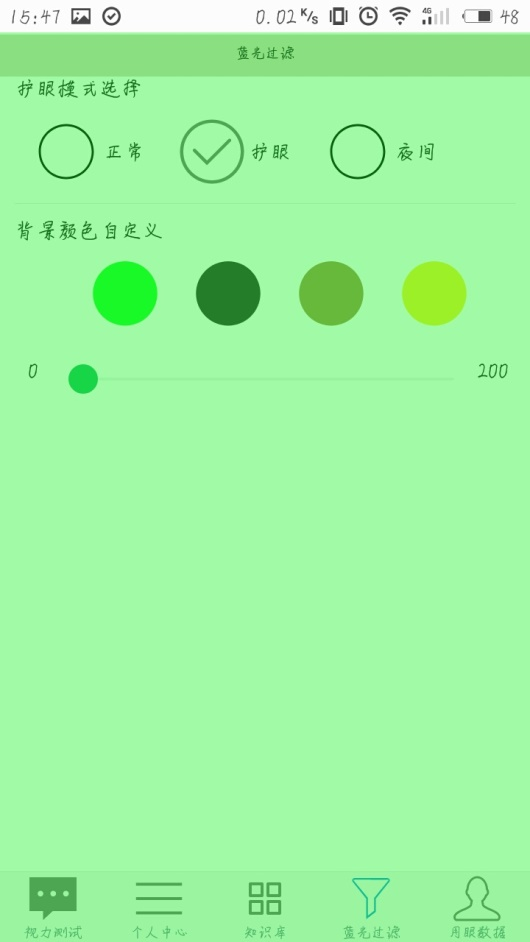 15:47 0.02 K/s 4G 48
蓝光过滤
护眼模式选择
正常 护眼 夜间
背景颜色自定义
0 200
视力测试 个人中心 知识库 蓝光过滤 用眼数据